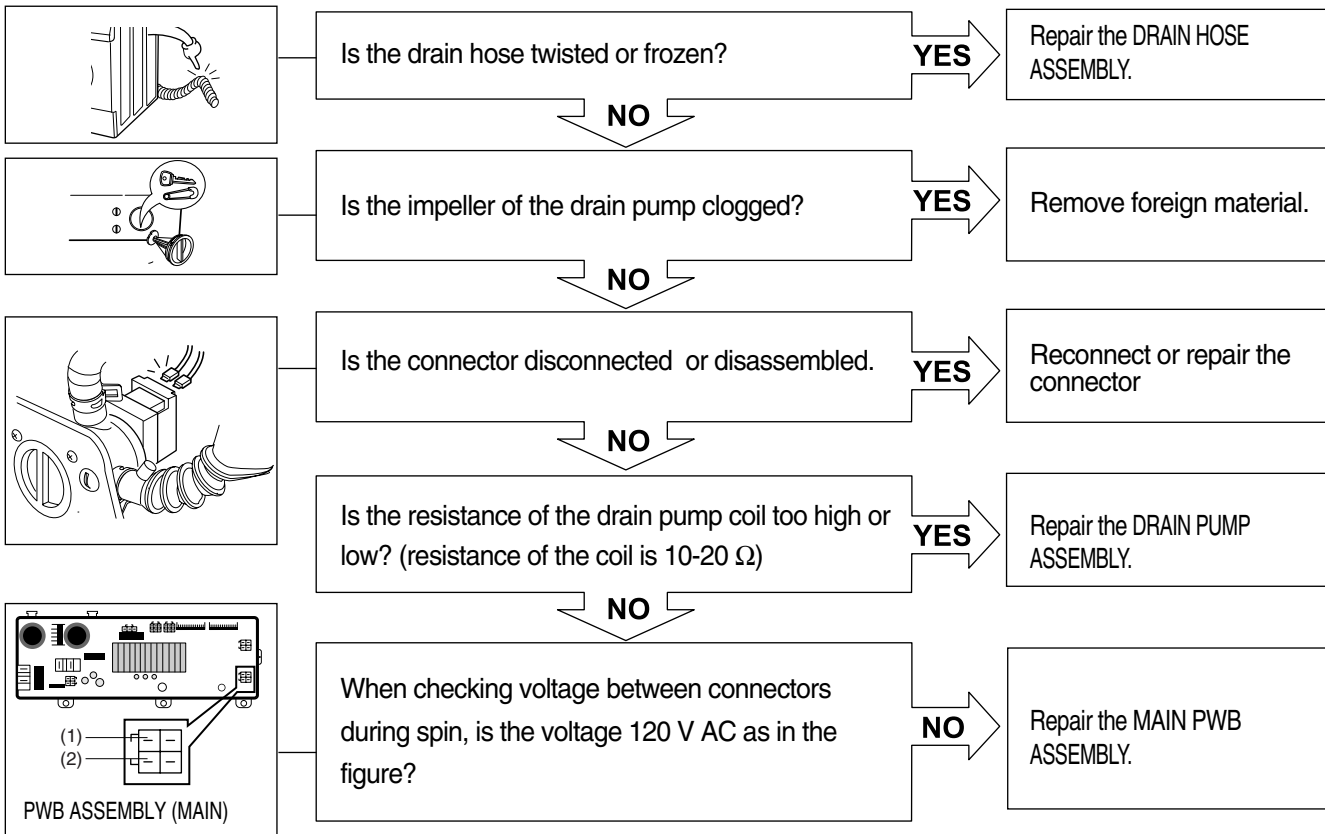 Is the drain hose twisted or frozen?
YES
Repair the DRAIN HOSE
ASSEMBLY.
NO
Is the impeller of the drain pump clogged?
YES
Remove foreign material.
NO
Is the connector disconnected or disassembled.
YES
Reconnect or repair the
connector
NO
Is the resistance of the drain pump coil too high or
low? (resistance of the coil is 10-20 Ω)
YES
Repair the DRAIN PUMP
ASSEMBLY.
NO
When checking voltage between connectors
during spin, is the voltage 120 V AC as in the
figure?
NO
Repair the MAIN PWB
ASSEMBLY.
(1)
(2)
PWB ASSEMBLY (MAIN)